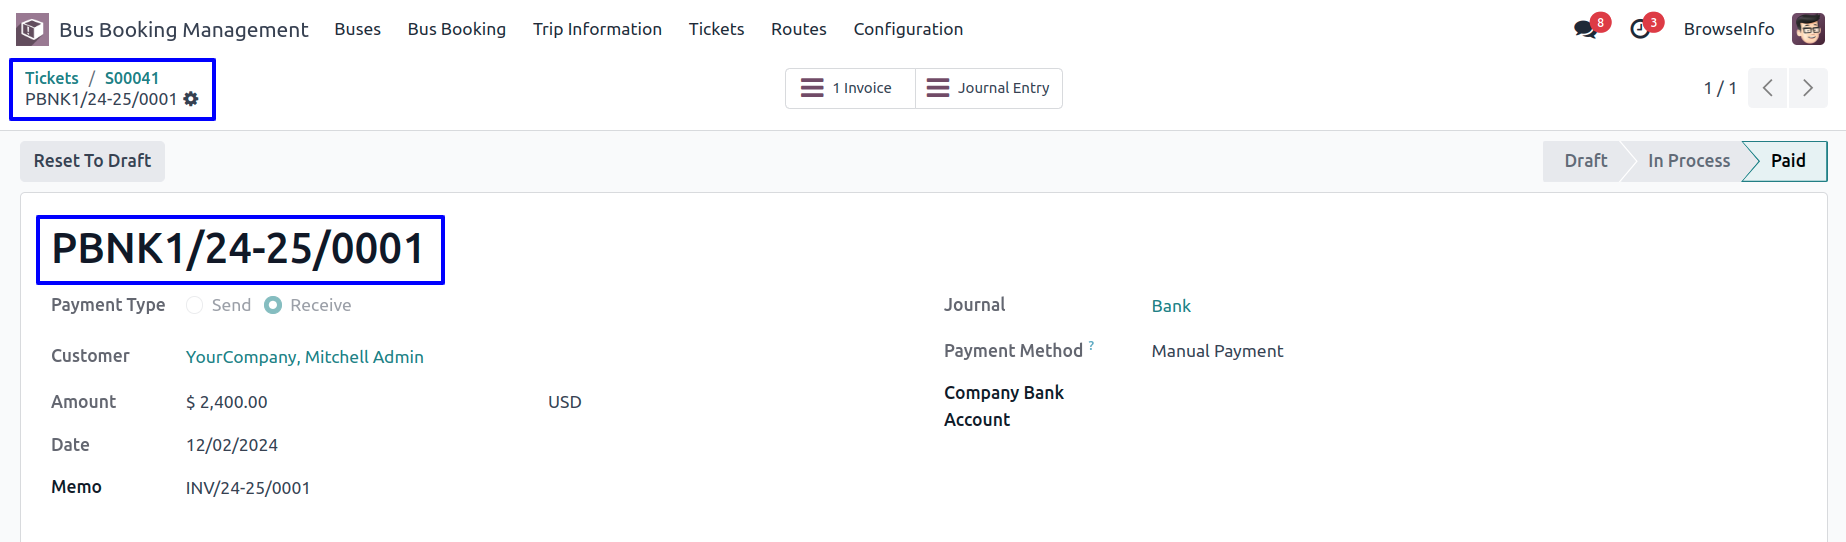 Bus Booking Management Buses Bus Booking Trip Information Tickets Routes Configuration 8 3 BrowseInfo
Tickets / S00041
PBNK1/24-25/0001
1 Invoice Journal Entry
1 / 1
Reset To Draft
Draft In Process Paid
PBNK1/24-25/0001
Payment Type Send Receive
Customer YourCompany, Mitchell Admin
Amount $ 2,400.00 USD
Date 12/02/2024
Memo INV/24-25/0001
Journal Bank
Payment Method ? Manual Payment
Company Bank
Account